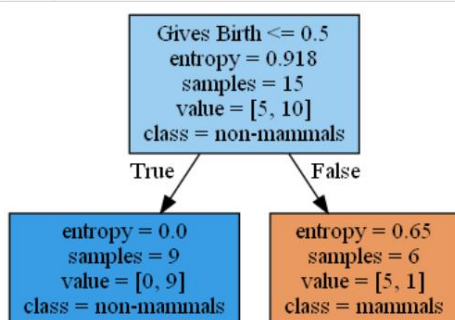 Gives Birth <= 0.5
entropy = 0.918
samples = 15
value = [5, 10]
class = non-mammals
True
False
entropy = 0.0
samples = 9
value = [0, 9]
class = non-mammals
entropy = 0.65
samples = 6
value = [5, 1]
class = mammals